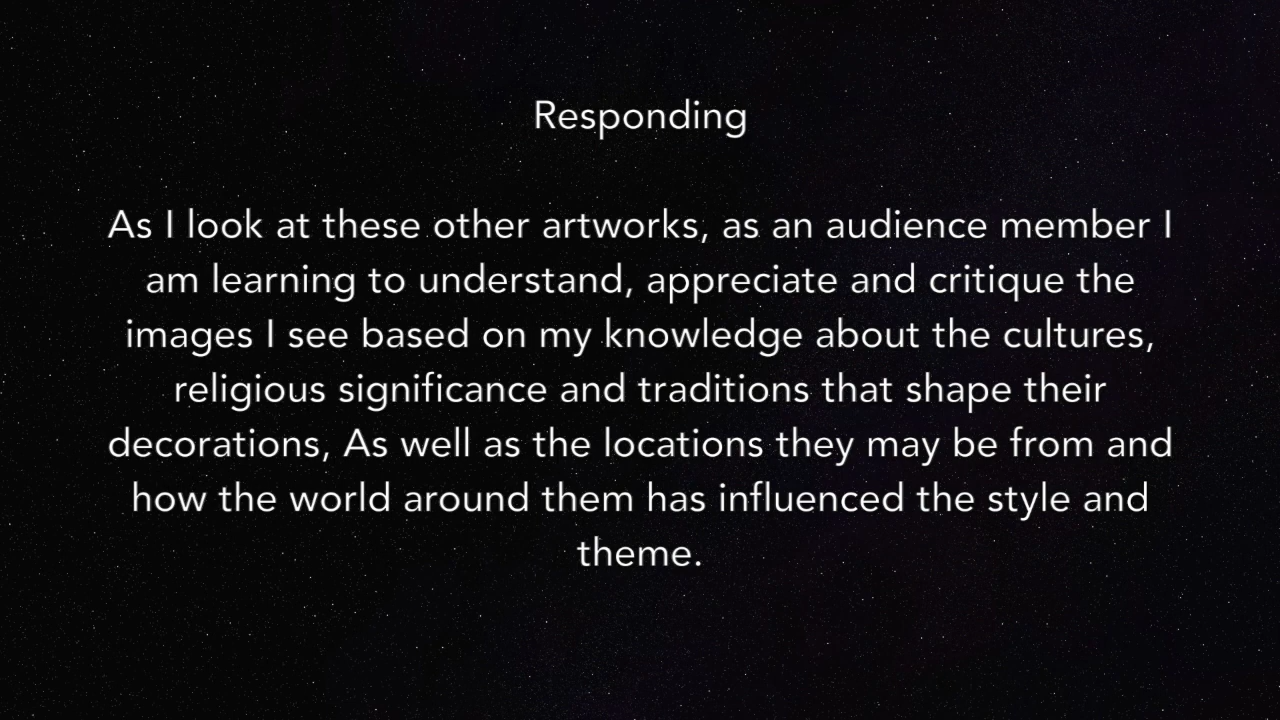 Responding
As I look at these other artworks, as an audience member I
am learning to understand, appreciate and critique the
images I see based on my knowledge about the cultures,
religious significance and traditions that shape their
decorations, As well as the locations they may be from and
how the world around them has influenced the style and
theme.